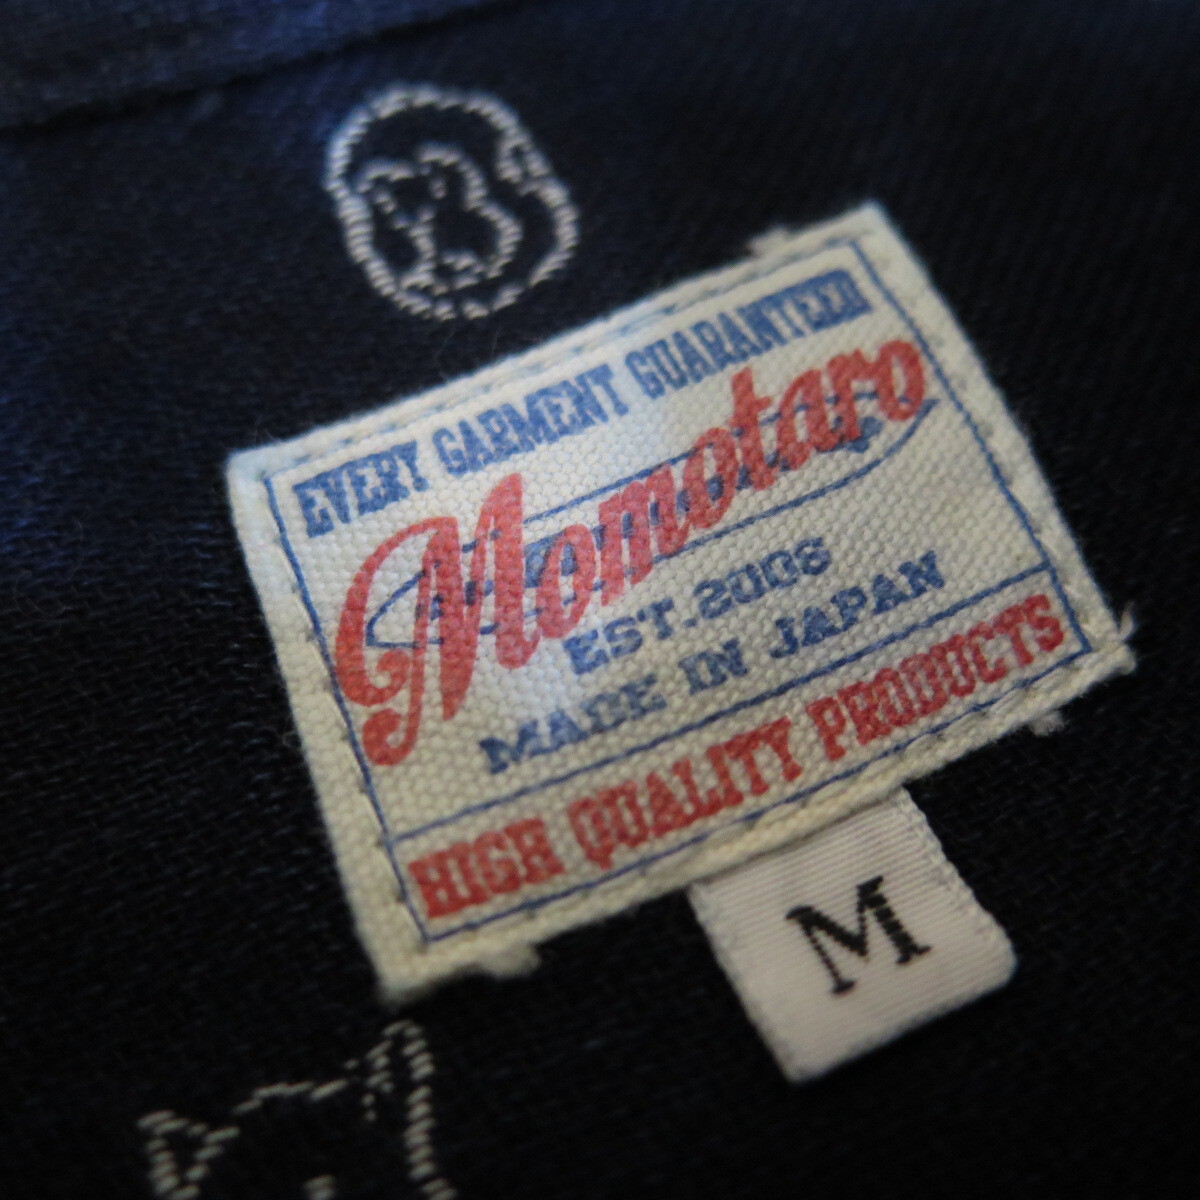 EVERY GARMENT GUARANTEED
Momotaro
EST.2006
MADE IN JAPAN
HIGH QUALITY PRODUCTS
M